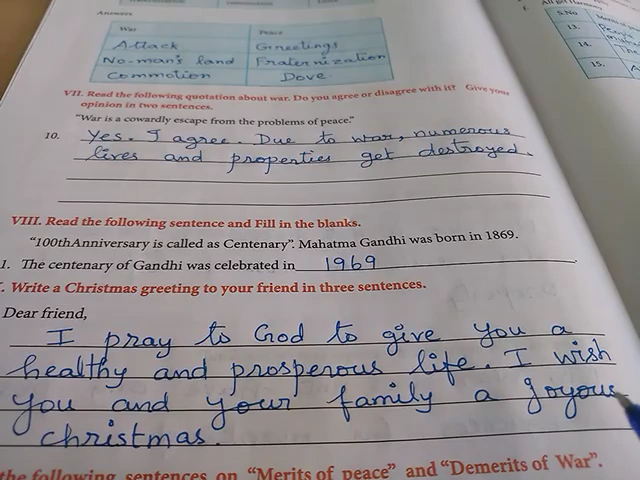 Answers
War Peace
Attack Greetings
No-man's land Fraternization
Commotion Dove
S.No
13.
14.
15.
VII. Read the following quotation about war. Do you agree or disagree with it? Give your
opinion in two sentences.
"War is a cowardly escape from the problems of peace."
10. Yes. I agree. Due to war, numerous
lives and properties get destroyed.
VIII. Read the following sentence and Fill in the blanks.
"100thAnniversary is called as Centenary". Mahatma Gandhi was born in 1869.
1. The centenary of Gandhi was celebrated in 1969.
. Write a Christmas greeting to your friend in three sentences.
Dear friend,
I pray to God to give you a
healthy and prosperous life. I wish
you and your family a joyous
christmas.
the following sentences on "Merits of peace" and "Demerits of War".